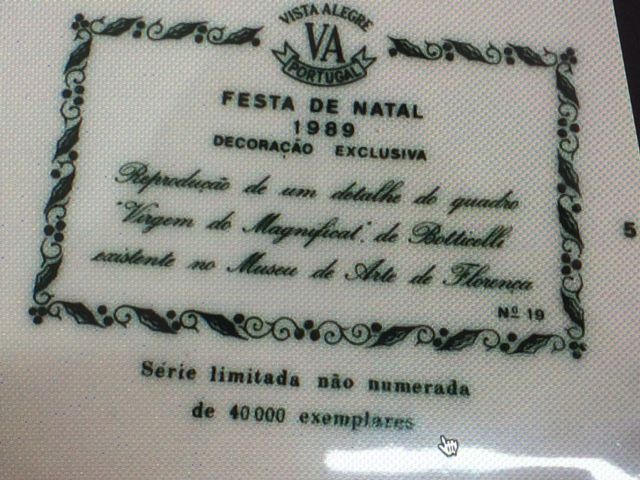 VISTA ALEGRE
VA
PORTUGAL
FESTA DE NATAL
1989
DECORAÇÃO EXCLUSIVA
Reprodução de um detalhe do quadro
"Virgem do Magnificat", de Botticelli
existente no Museu de Arte de Florença
Nº 19
5
Série limitada não numerada
de 40 000 exemplares